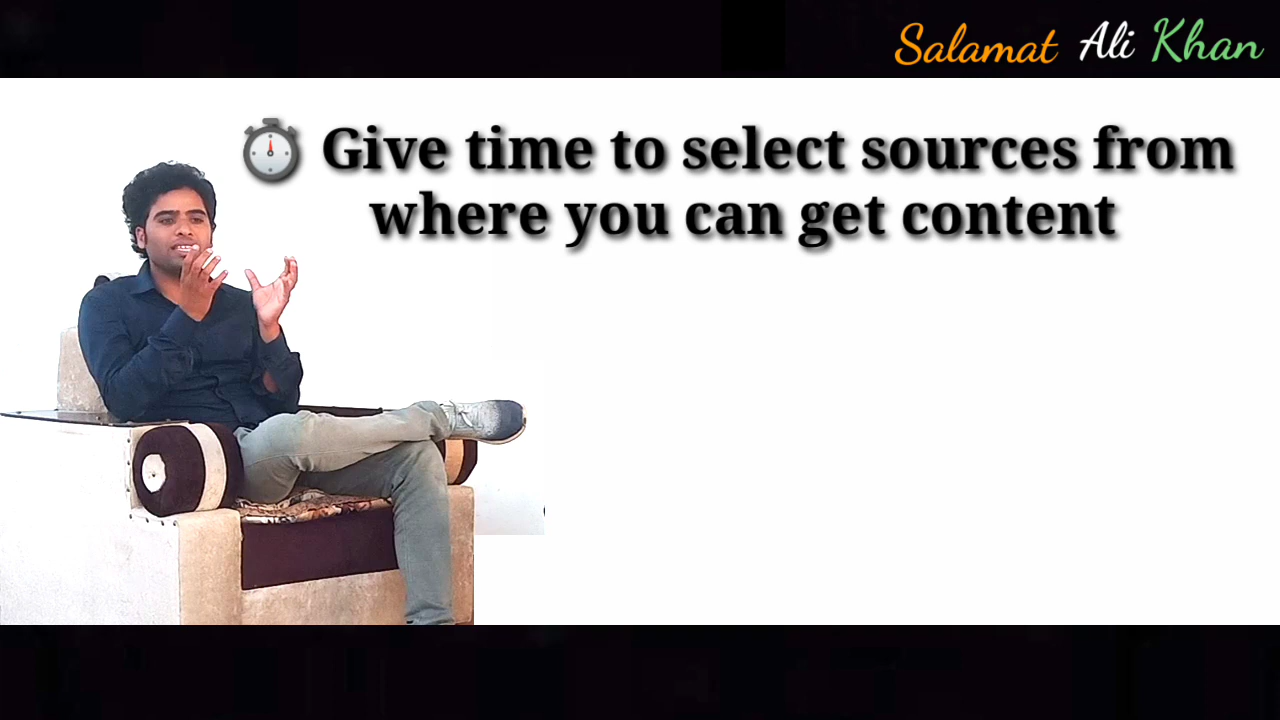 Salamat Ali Khan
⏱ Give time to select sources from
where you can get content